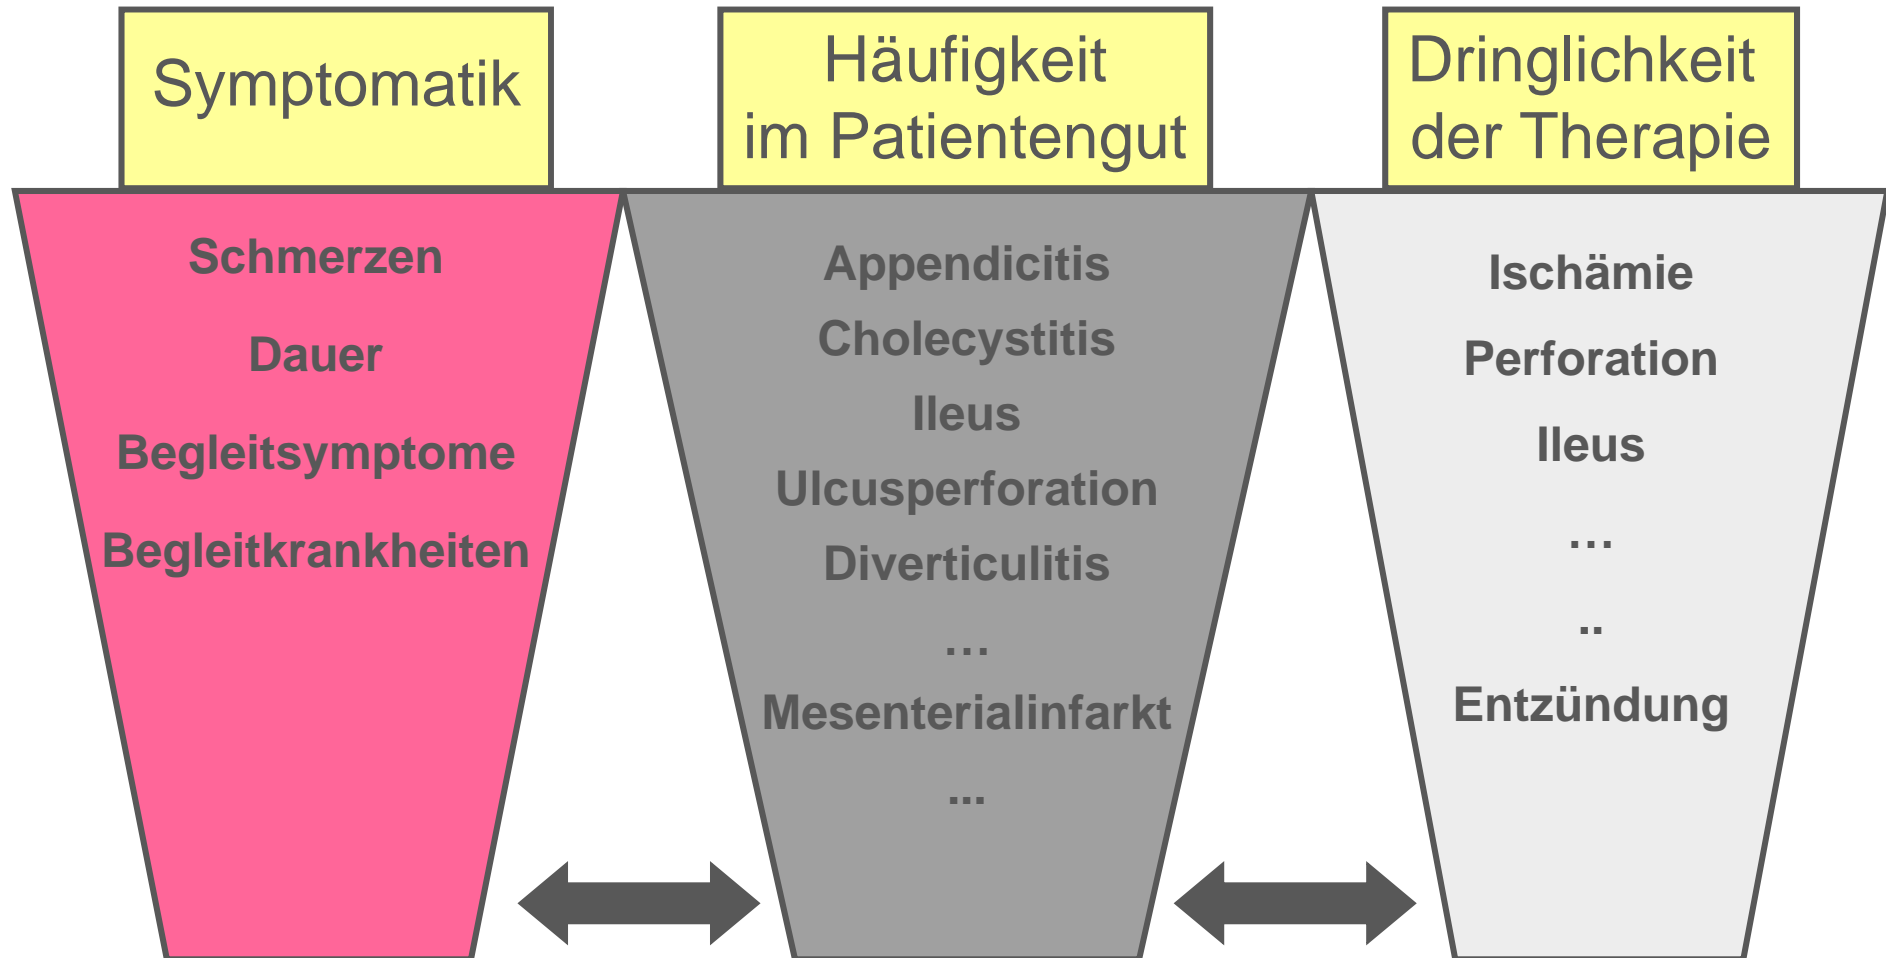 Symptomatik
Häufigkeit
im Patientengut
Dringlichkeit
der Therapie
Schmerzen
Dauer
Begleitsymptome
Begleitkrankheiten
Appendicitis
Cholecystitis
Ileus
Ulcusperforation
Diverticulitis
…
Mesenterialinfarkt
...
Ischämie
Perforation
Ileus
…
..
Entzündung